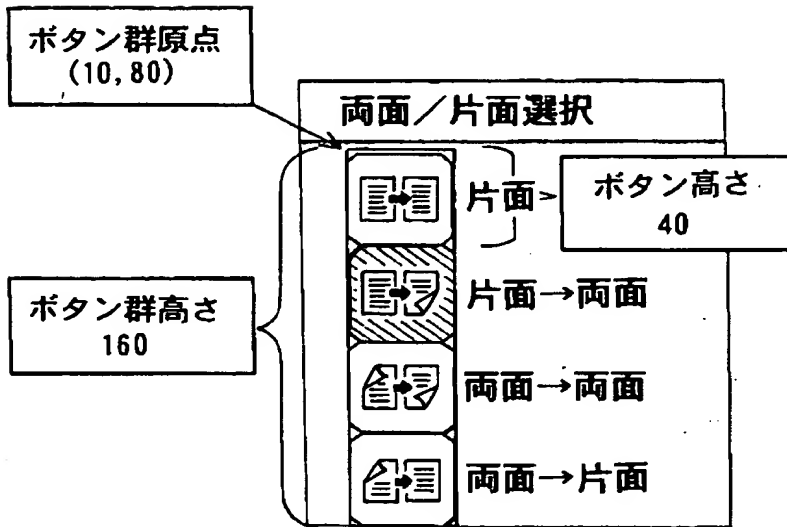 ボタン群原点
(10,80)
両面／片面選択
片面
ボタン高さ
40
片面→両面
ボタン群高さ
160
両面→両面
両面→片面